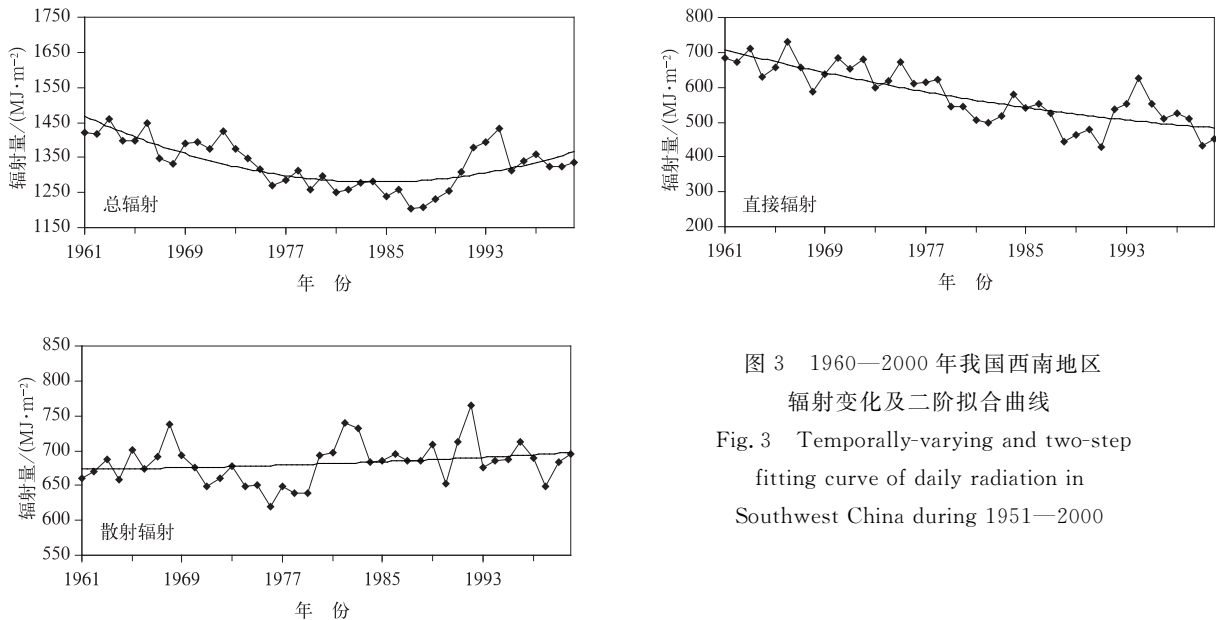 1750
1650
1550
1450
1350
1250
1150
辐射量/(MJ·m⁻²)
总辐射
1961 1969 1977 1985 1993
年 份
800
700
600
500
400
300
200
辐射量/(MJ·m⁻²)
直接辐射
1961 1969 1977 1985 1993
年 份
850
800
750
700
650
600
550
辐射量/(MJ·m⁻²)
散射辐射
1961 1969 1977 1985 1993
年 份
图 3 1960—2000 年我国西南地区
辐射变化及二阶拟合曲线
Fig. 3 Temporally-varying and two-step
fitting curve of daily radiation in
Southwest China during 1951—2000